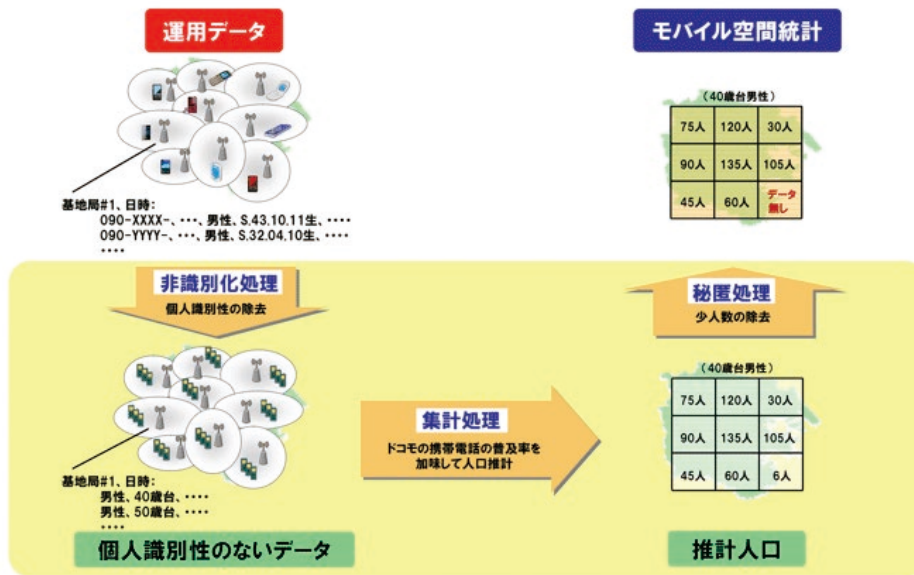 運用データ
基地局#1、日時:
090-XXXX-、・・・、男性、S.43.10.11生、・・・・
090-YYYY-、・・・、男性、S.32.04.10生、・・・・
・・・・
非識別化処理
個人識別性の除去
基地局#1、日時:
男性、40歳台、・・・・
男性、50歳台、・・・・
・・・・
個人識別性のないデータ
集計処理
ドコモの携帯電話の普及率を
加味して人口推計
モバイル空間統計
(40歳台男性)
75人 120人 30人
90人 135人 105人
45人 60人 データ
無し
秘匿処理
少人数の除去
(40歳台男性)
75人 120人 30人
90人 135人 105人
45人 60人 6人
推計人口